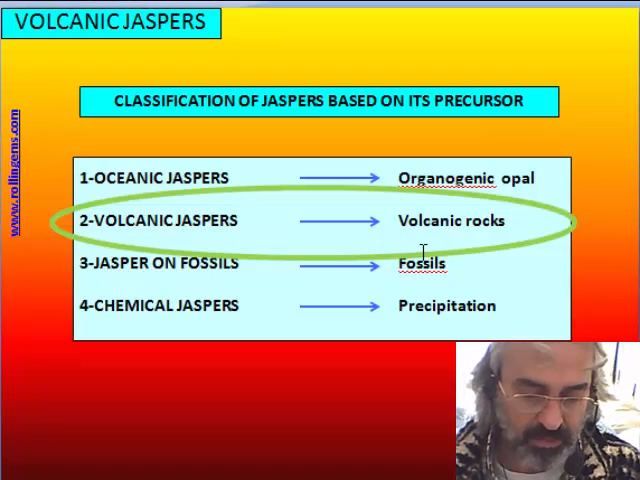 VOLCANIC JASPERS
CLASSIFICATION OF JASPERS BASED ON ITS PRECURSOR
www.rollingems.com
1-OCEANIC JASPERS Organogenic opal
2-VOLCANIC JASPERS Volcanic rocks
3-JASPER ON FOSSILS Fossils
4-CHEMICAL JASPERS Precipitation